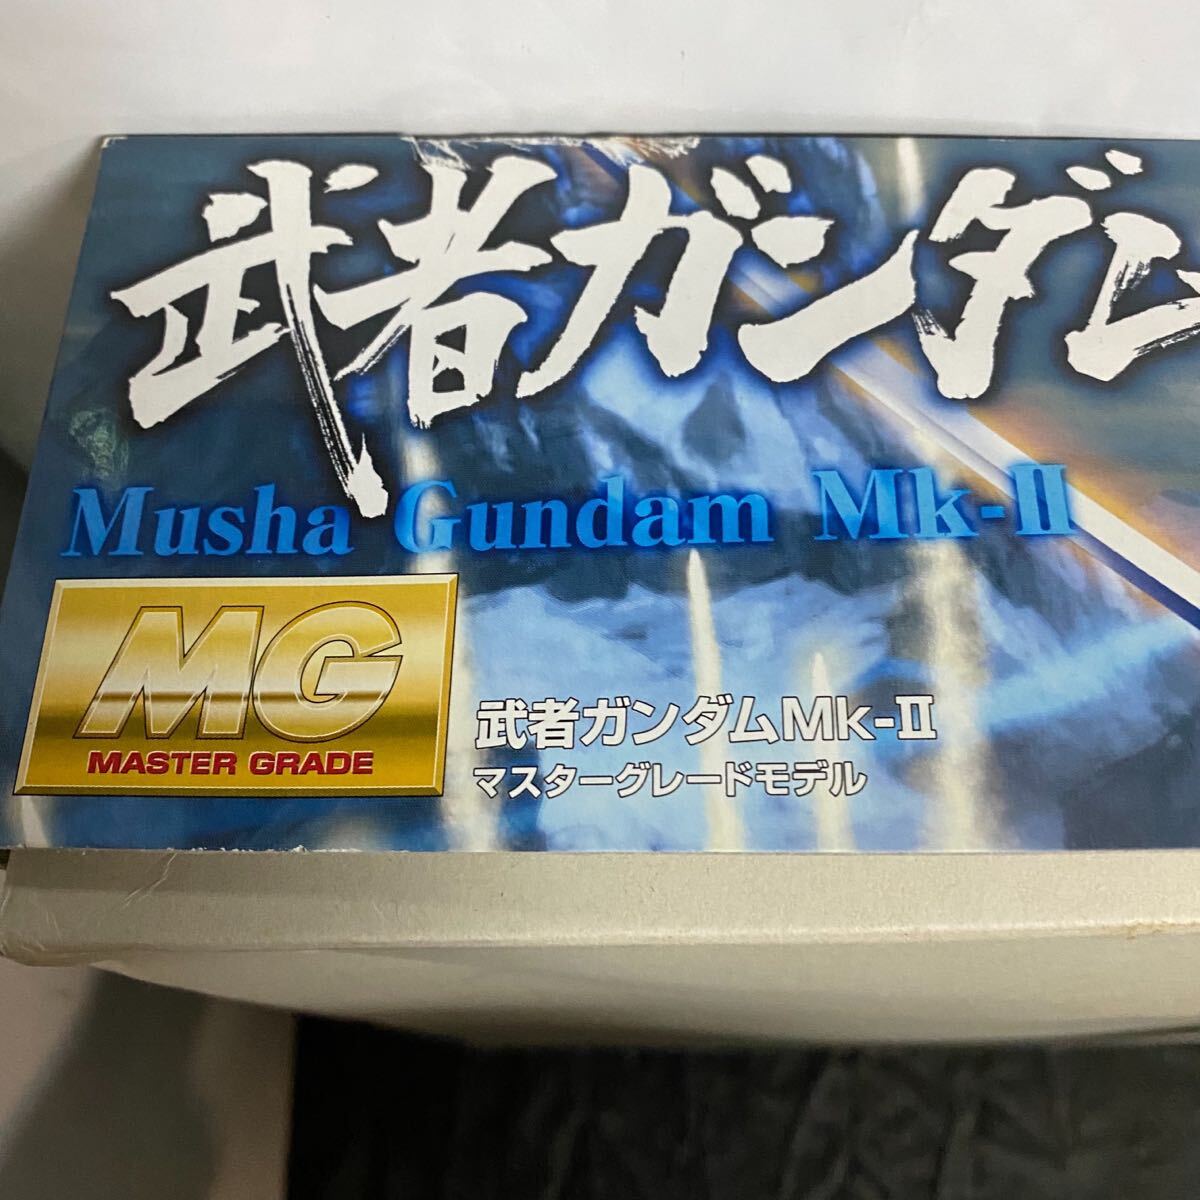 武者ガンダム
Musha Gundam Mk-II
MG
MASTER GRADE
武者ガンダムMk-II
マスターグレードモデル